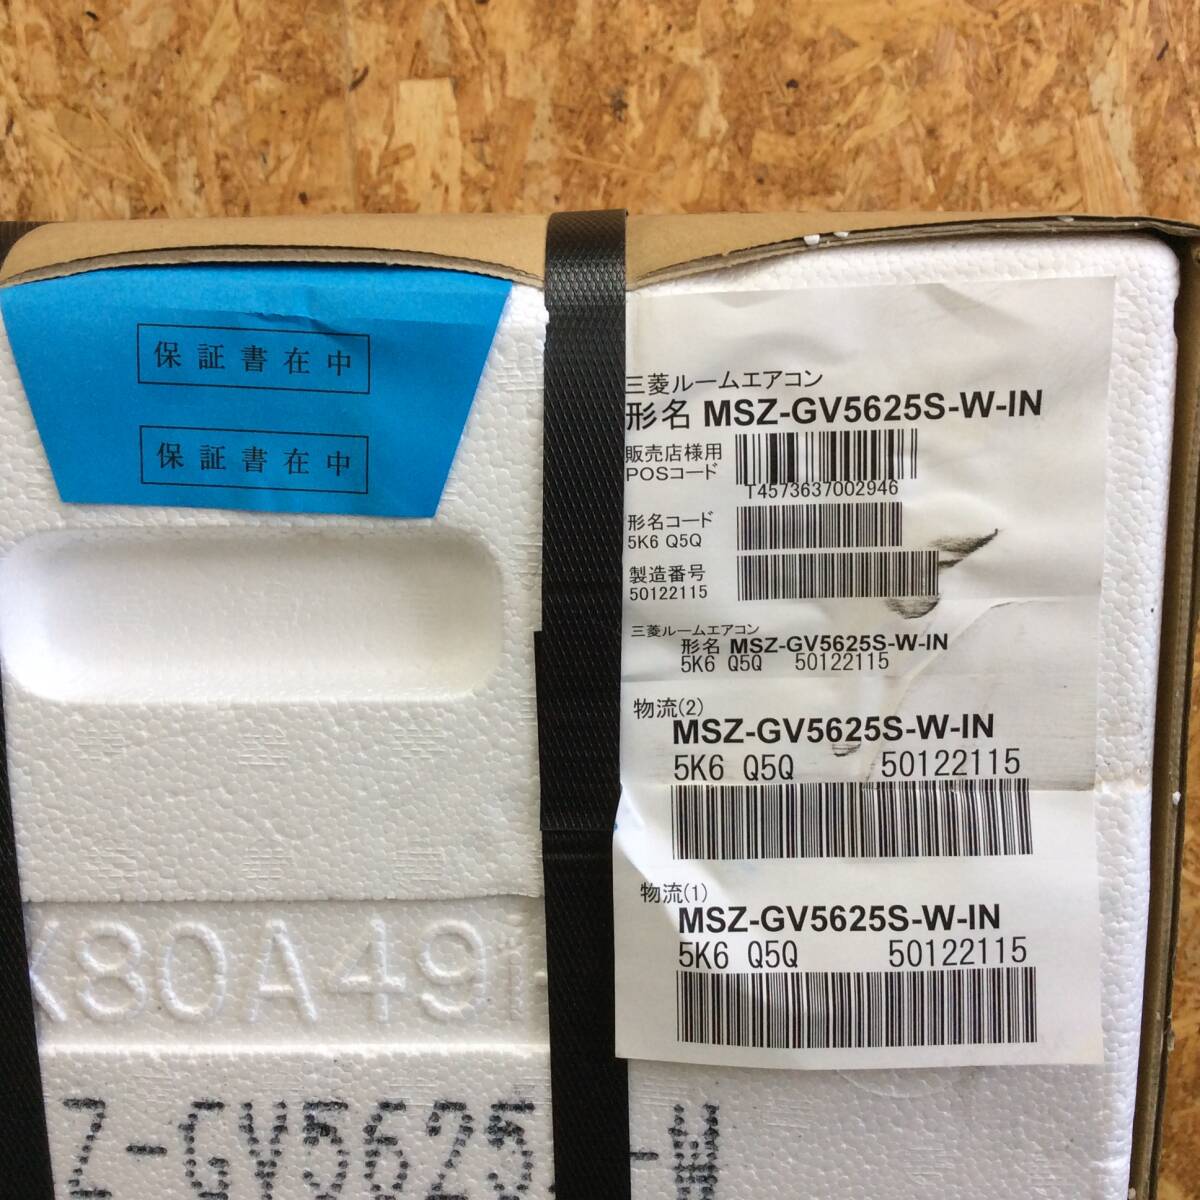 保証書在中
保証書在中
三菱ルームエアコン
形名 MSZ-GV5625S-W-IN
販売店様用
POSコード
T4573637002946
形名コード
5K6 Q5Q
製造番号
50122115
三菱ルームエアコン
形名 MSZ-GV5625S-W-IN
5K6 Q5Q 50122115
物流(2)
MSZ-GV5625S-W-IN
5K6 Q5Q 50122115
物流(1)
MSZ-GV5625S-W-IN
5K6 Q5Q 50122115
K80A491
Z-GV5625S-W